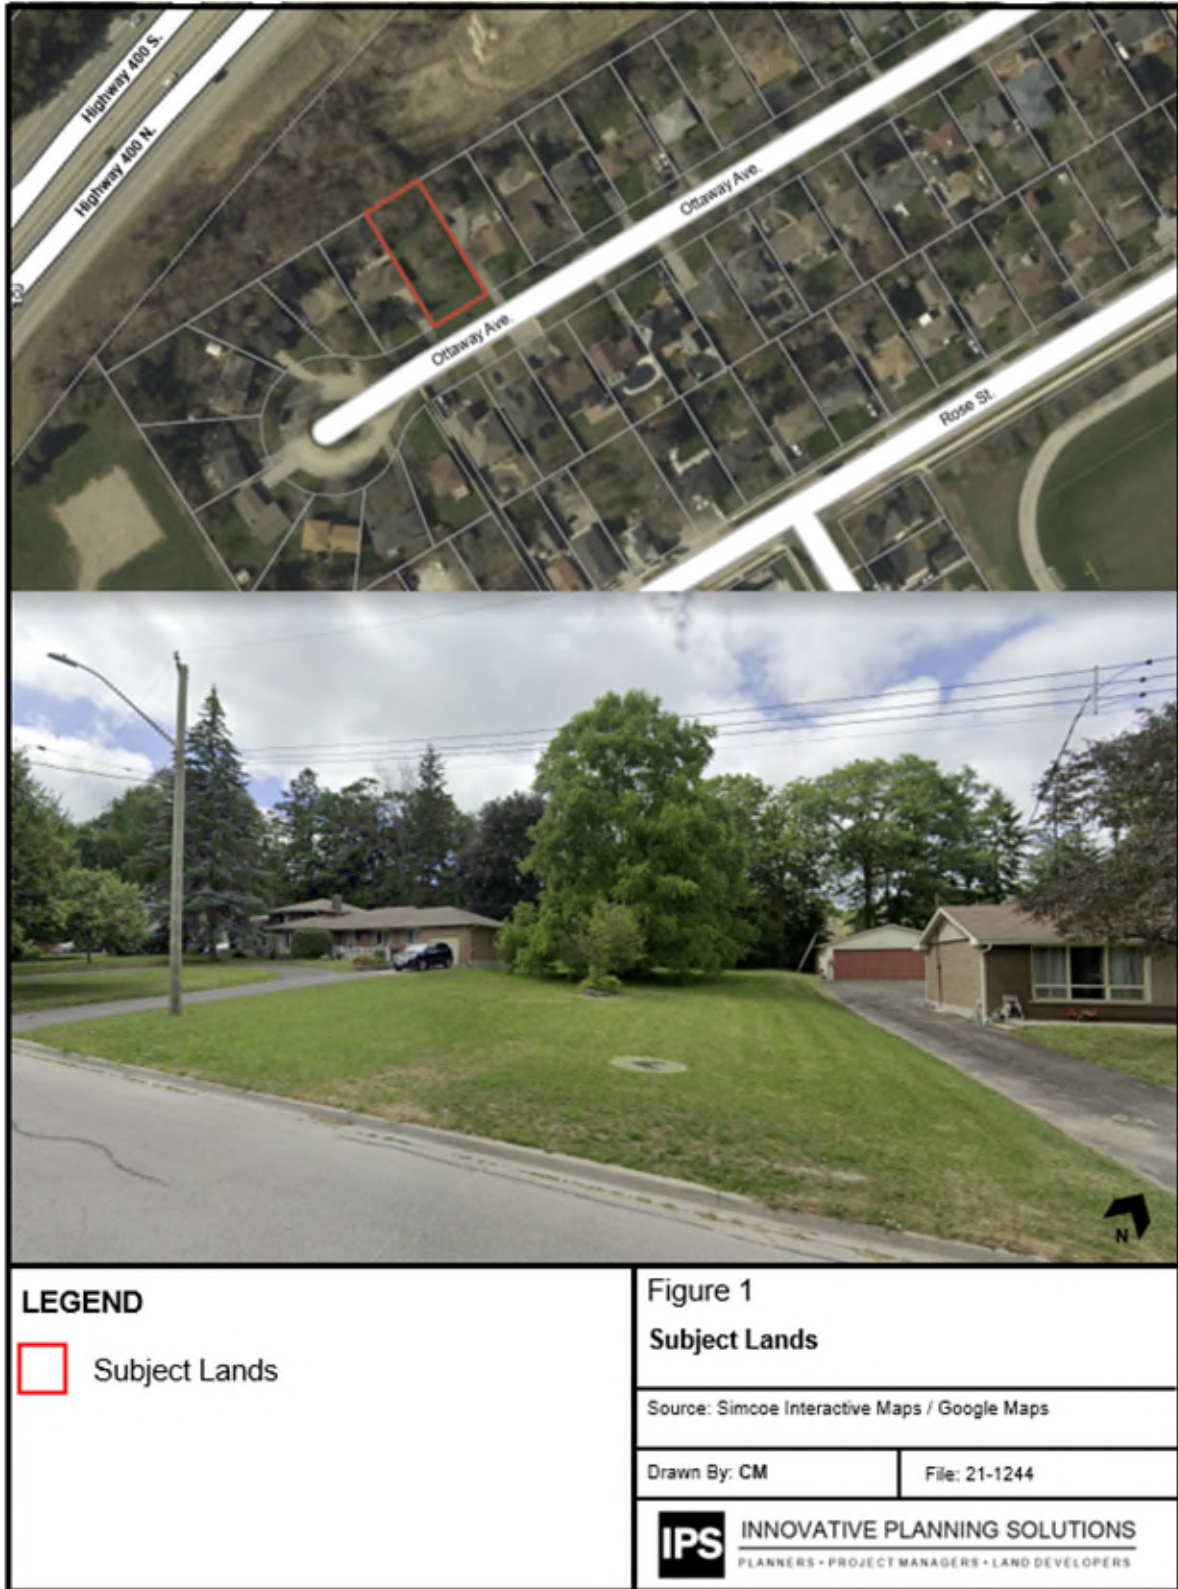 Highway 400 S.
Highway 400 N.
Ottaway Ave.
Ottaway Ave.
Rose St.
N
LEGEND
Subject Lands
Figure 1
Subject Lands
Source: Simcoe Interactive Maps / Google Maps
Drawn By: CM
File: 21-1244
IPS
INNOVATIVE PLANNING SOLUTIONS
PLANNERS • PROJECT MANAGERS • LAND DEVELOPERS